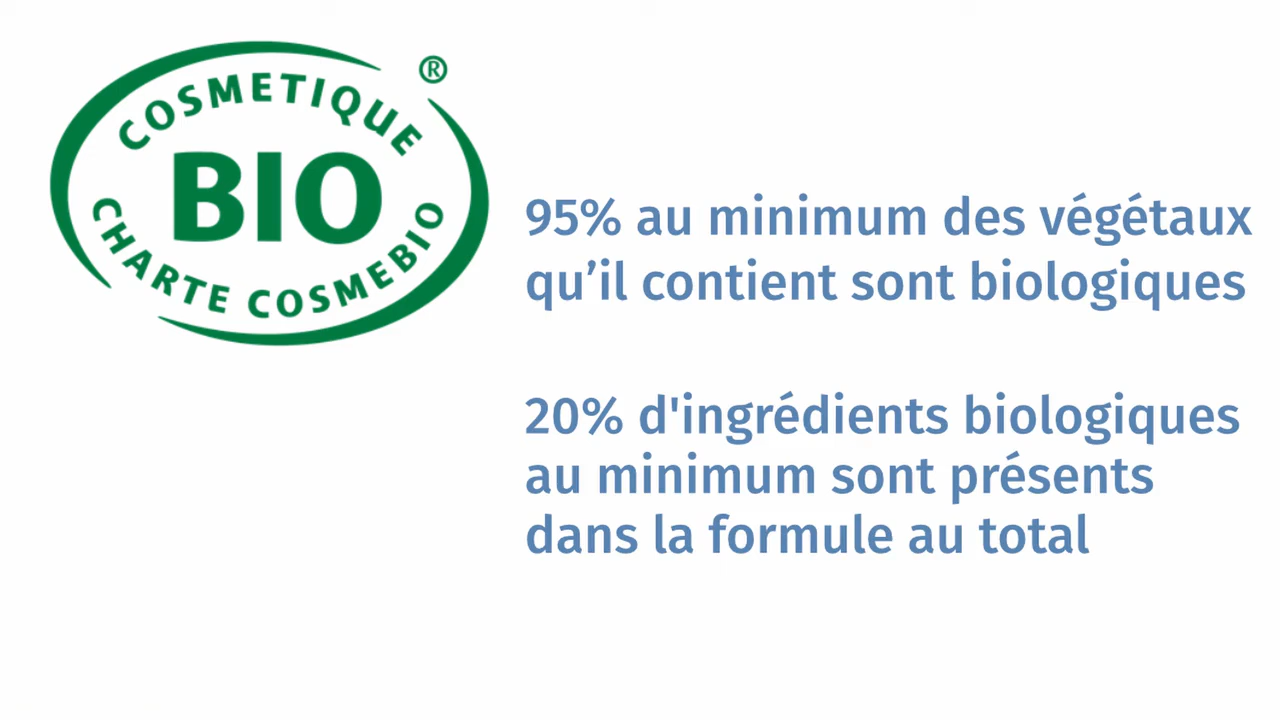 COSMETIQUE
®
BIO
CHARTE COSMEBIO
95% au minimum des végétaux
qu’il contient sont biologiques
20% d'ingrédients biologiques
au minimum sont présents
dans la formule au total